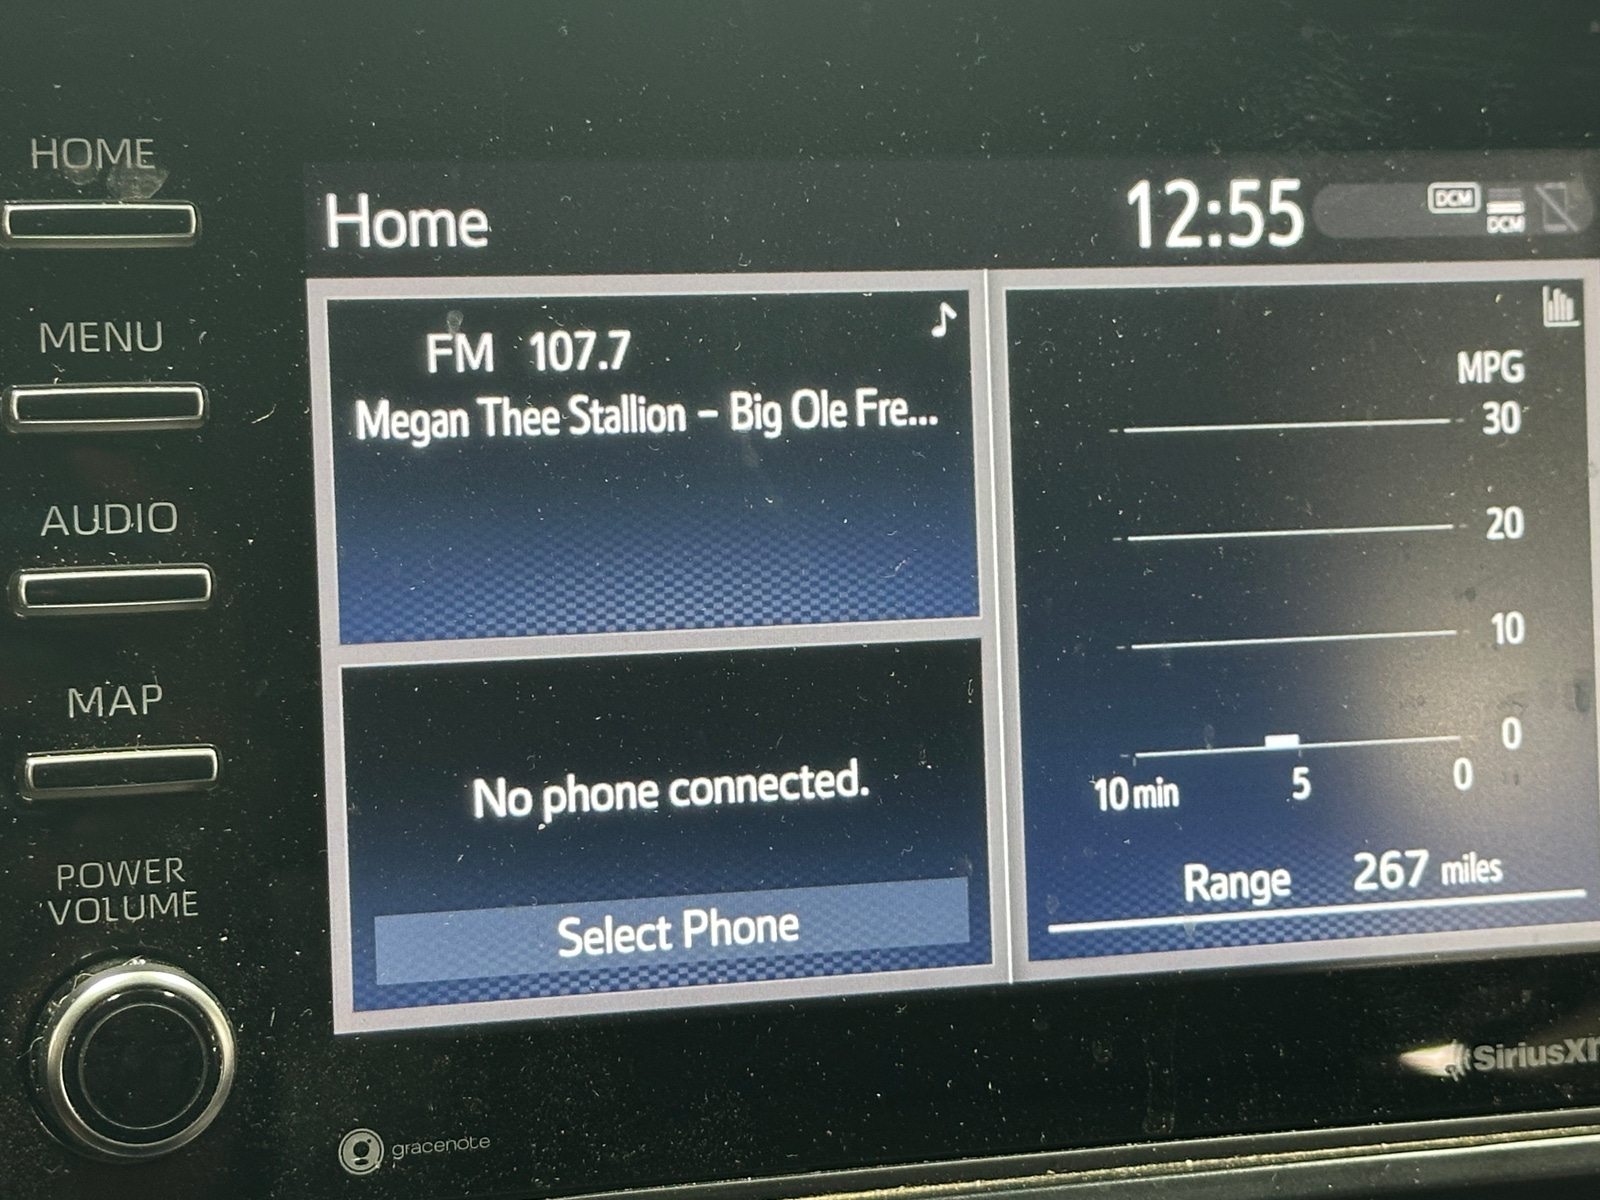 HOME
MENU
AUDIO
MAP
POWER
VOLUME
Home
12:55
DCM
DCM
FM 107.7
Megan Thee Stallion – Big Ole Fre...
No phone connected.
Select Phone
MPG
30
20
10
0
10 min 5 0
Range 267 miles
gracenote
SiriusX